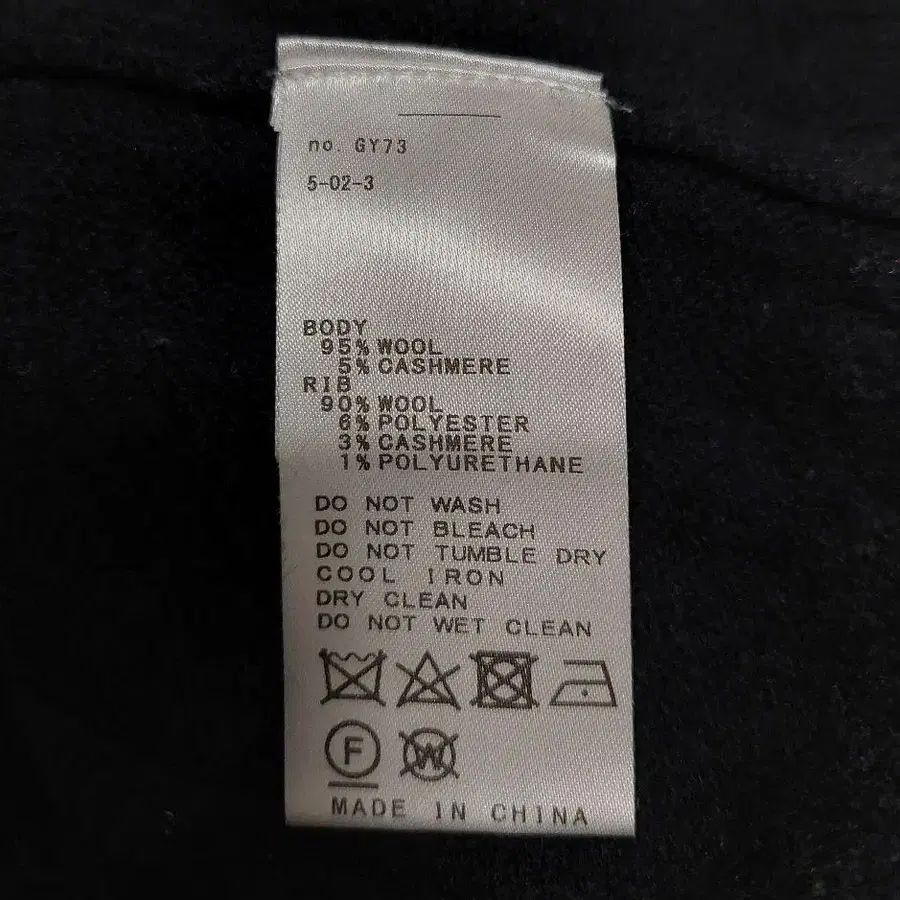 no. GY73
5-02-3
BODY
95% WOOL
5% CASHMERE
RIB
90% WOOL
6% POLYESTER
3% CASHMERE
1% POLYURETHANE
DO NOT WASH
DO NOT BLEACH
DO NOT TUMBLE DRY
COOL IRON
DRY CLEAN
DO NOT WET CLEAN
F W
MADE IN CHINA